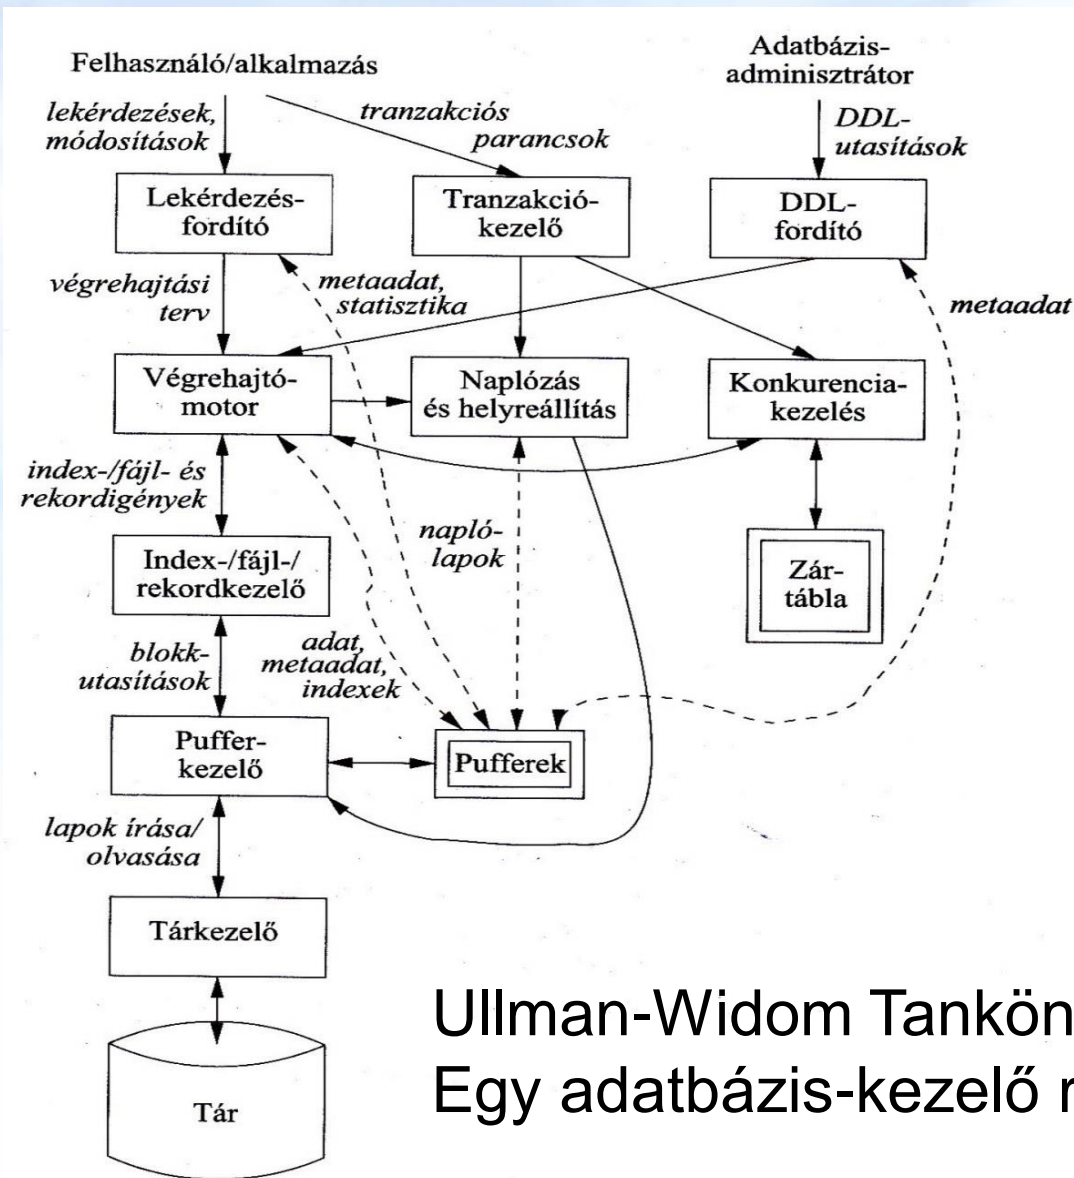 Felhasználó/alkalmazás
Adatbázis-
adminisztrátor
lekérdezések,
módosítások
tranzakciós
parancsok
DDL-
utasítások
Lekérdezés-
fordító
Tranzakció-
kezelő
DDL-
fordító
végrehajtási
terv
metaadat,
statisztika
metaadat
Végrehajtó-
motor
Naplózás
és helyreállítás
Konkurencia-
kezelés
index-/fájl- és
rekordigények
napló-
lapok
Index-/fájl-/
rekordkezelő
Zár-
tábla
blokk-
utasítások
adat,
metaadat,
indexek
Puffer-
kezelő
Pufferek
lapok írása/
olvasása
Tárkezelő
Tár
Ullman-Widom Tankön
Egy adatbázis-kezelő